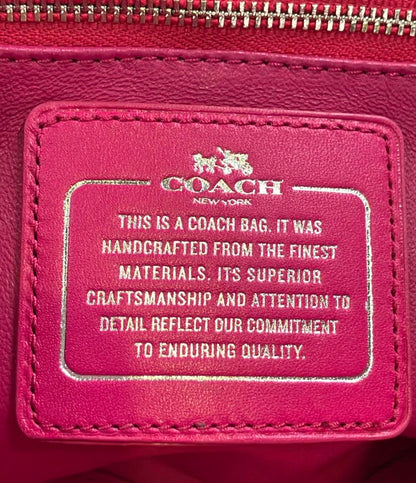 COACH
NEW YORK
THIS IS A COACH BAG. IT WAS
HANDCRAFTED FROM THE FINEST
MATERIALS. ITS SUPERIOR
CRAFTSMANSHIP AND ATTENTION TO
DETAIL REFLECT OUR COMMITMENT
TO ENDURING QUALITY.